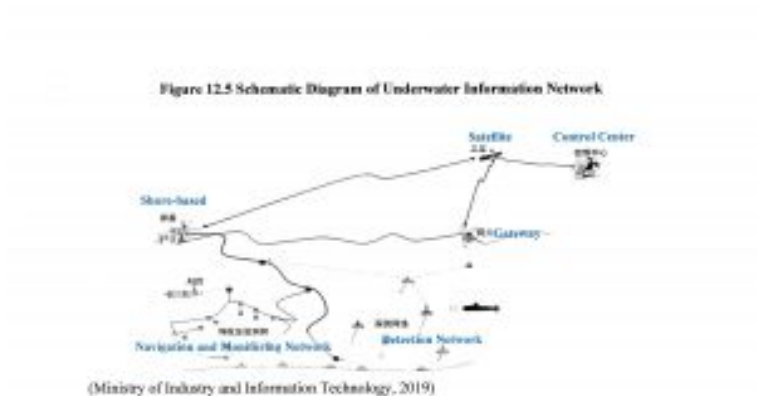 Figure 12.5 Schematic Diagram of Underwater Information Network
Satellite
Control Center
Shore-based
Gateway
Detection Network
Navigation and Monitoring Network
(Ministry of Industry and Information Technology, 2019)